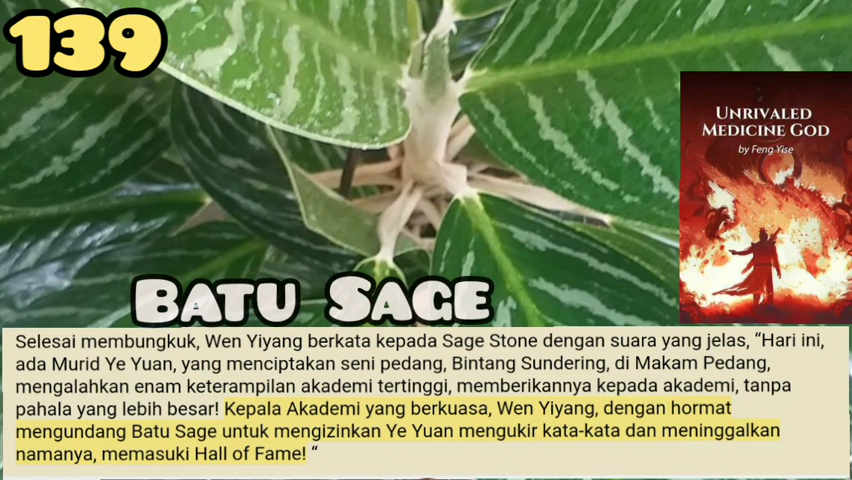 139
UNRIVALED
MEDICINE GOD
by Feng Yise
BATU SAGE
Selesai membungkuk, Wen Yiyang berkata kepada Sage Stone dengan suara yang jelas, “Hari ini,
ada Murid Ye Yuan, yang menciptakan seni pedang, Bintang Sundering, di Makam Pedang,
mengalahkan enam keterampilan akademi tertinggi, memberikannya kepada akademi, tanpa
pahala yang lebih besar! Kepala Akademi yang berkuasa, Wen Yiyang, dengan hormat
mengundang Batu Sage untuk mengizinkan Ye Yuan mengukir kata-kata dan meninggalkan
namanya, memasuki Hall of Fame! “